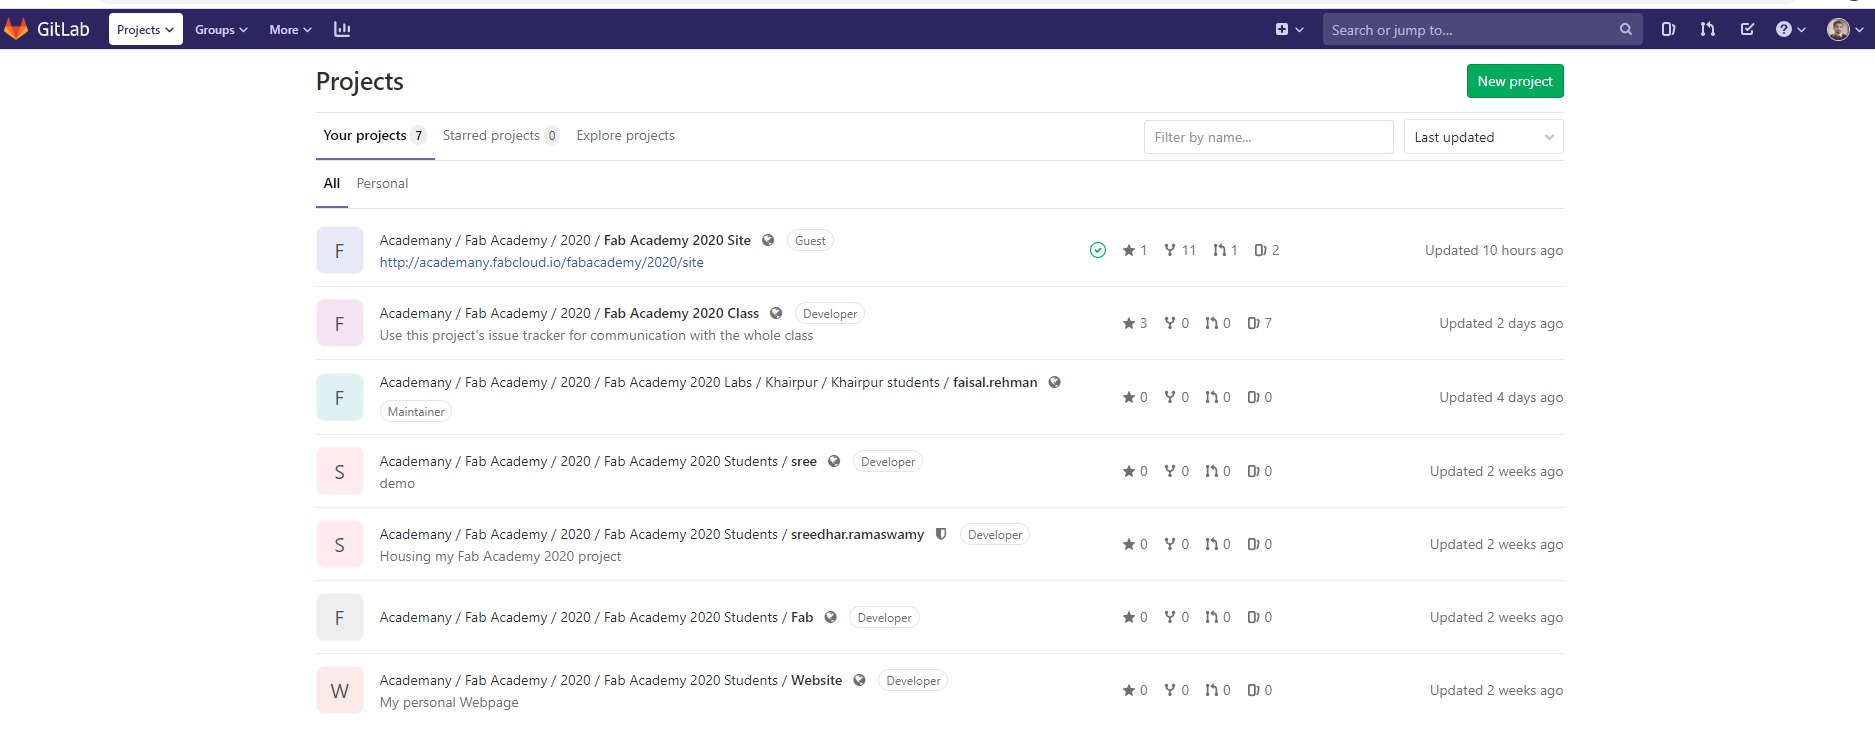 GitLab Projects Groups More Search or jump to...
Projects New project
Your projects 7 Starred projects 0 Explore projects Filter by name... Last updated
All Personal
F Academany / Fab Academy / 2020 / Fab Academy 2020 Site Guest 1 11 1 2 Updated 10 hours ago
http://academany.fabcloud.io/fabacademy/2020/site
F Academany / Fab Academy / 2020 / Fab Academy 2020 Class Developer 3 0 0 7 Updated 2 days ago
Use this project's issue tracker for communication with the whole class
F Academany / Fab Academy / 2020 / Fab Academy 2020 Labs / Khairpur / Khairpur students / faisal.rehman 0 0 0 0 Updated 4 days ago
Maintainer
S Academany / Fab Academy / 2020 / Fab Academy 2020 Students / sree Developer 0 0 0 0 Updated 2 weeks ago
demo
S Academany / Fab Academy / 2020 / Fab Academy 2020 Students / sreedhar.ramaswamy Developer 0 0 0 0 Updated 2 weeks ago
Housing my Fab Academy 2020 project
F Academany / Fab Academy / 2020 / Fab Academy 2020 Students / Fab Developer 0 0 0 0 Updated 2 weeks ago
W Academany / Fab Academy / 2020 / Fab Academy 2020 Students / Website Developer 0 0 0 0 Updated 2 weeks ago
My personal Webpage